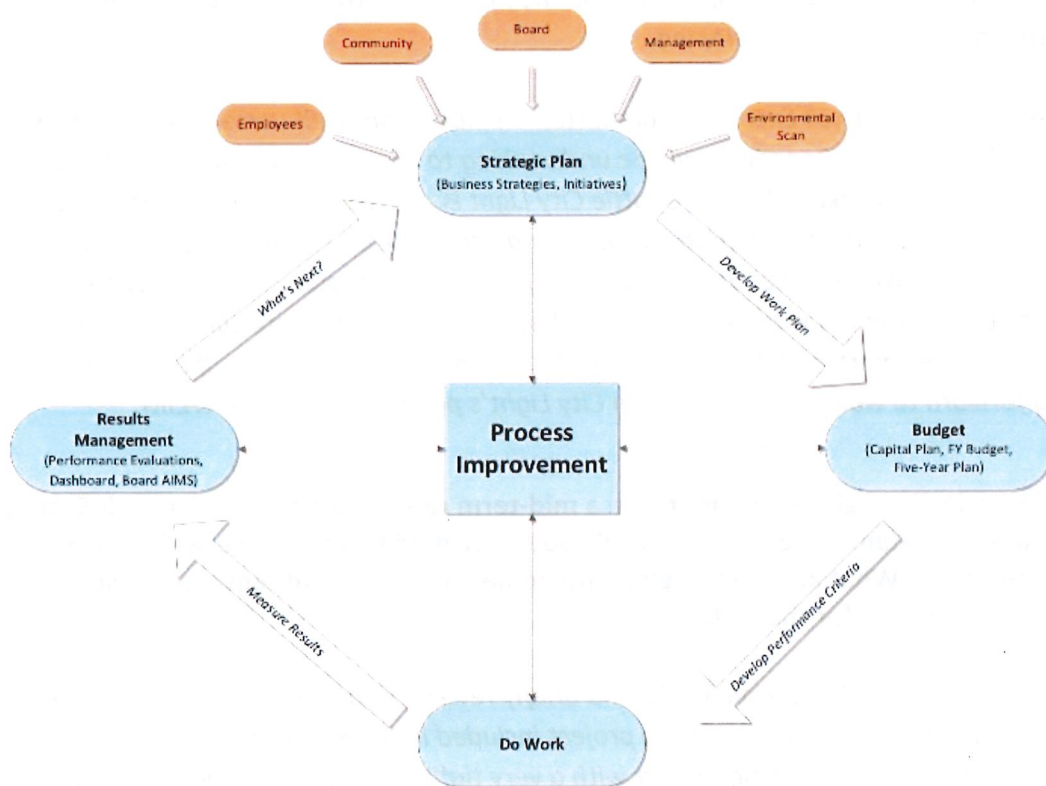 Board
Community
Management
Employees
Environmental
Scan
Strategic Plan
(Business Strategies, Initiatives)
What's Next?
Develop Work Plan
Results
Management
(Performance Evaluations,
Dashboard, Board AIMS)
Process
Improvement
Budget
(Capital Plan, FY Budget,
Five-Year Plan)
Measure Results
Develop Performance Criteria
Do Work